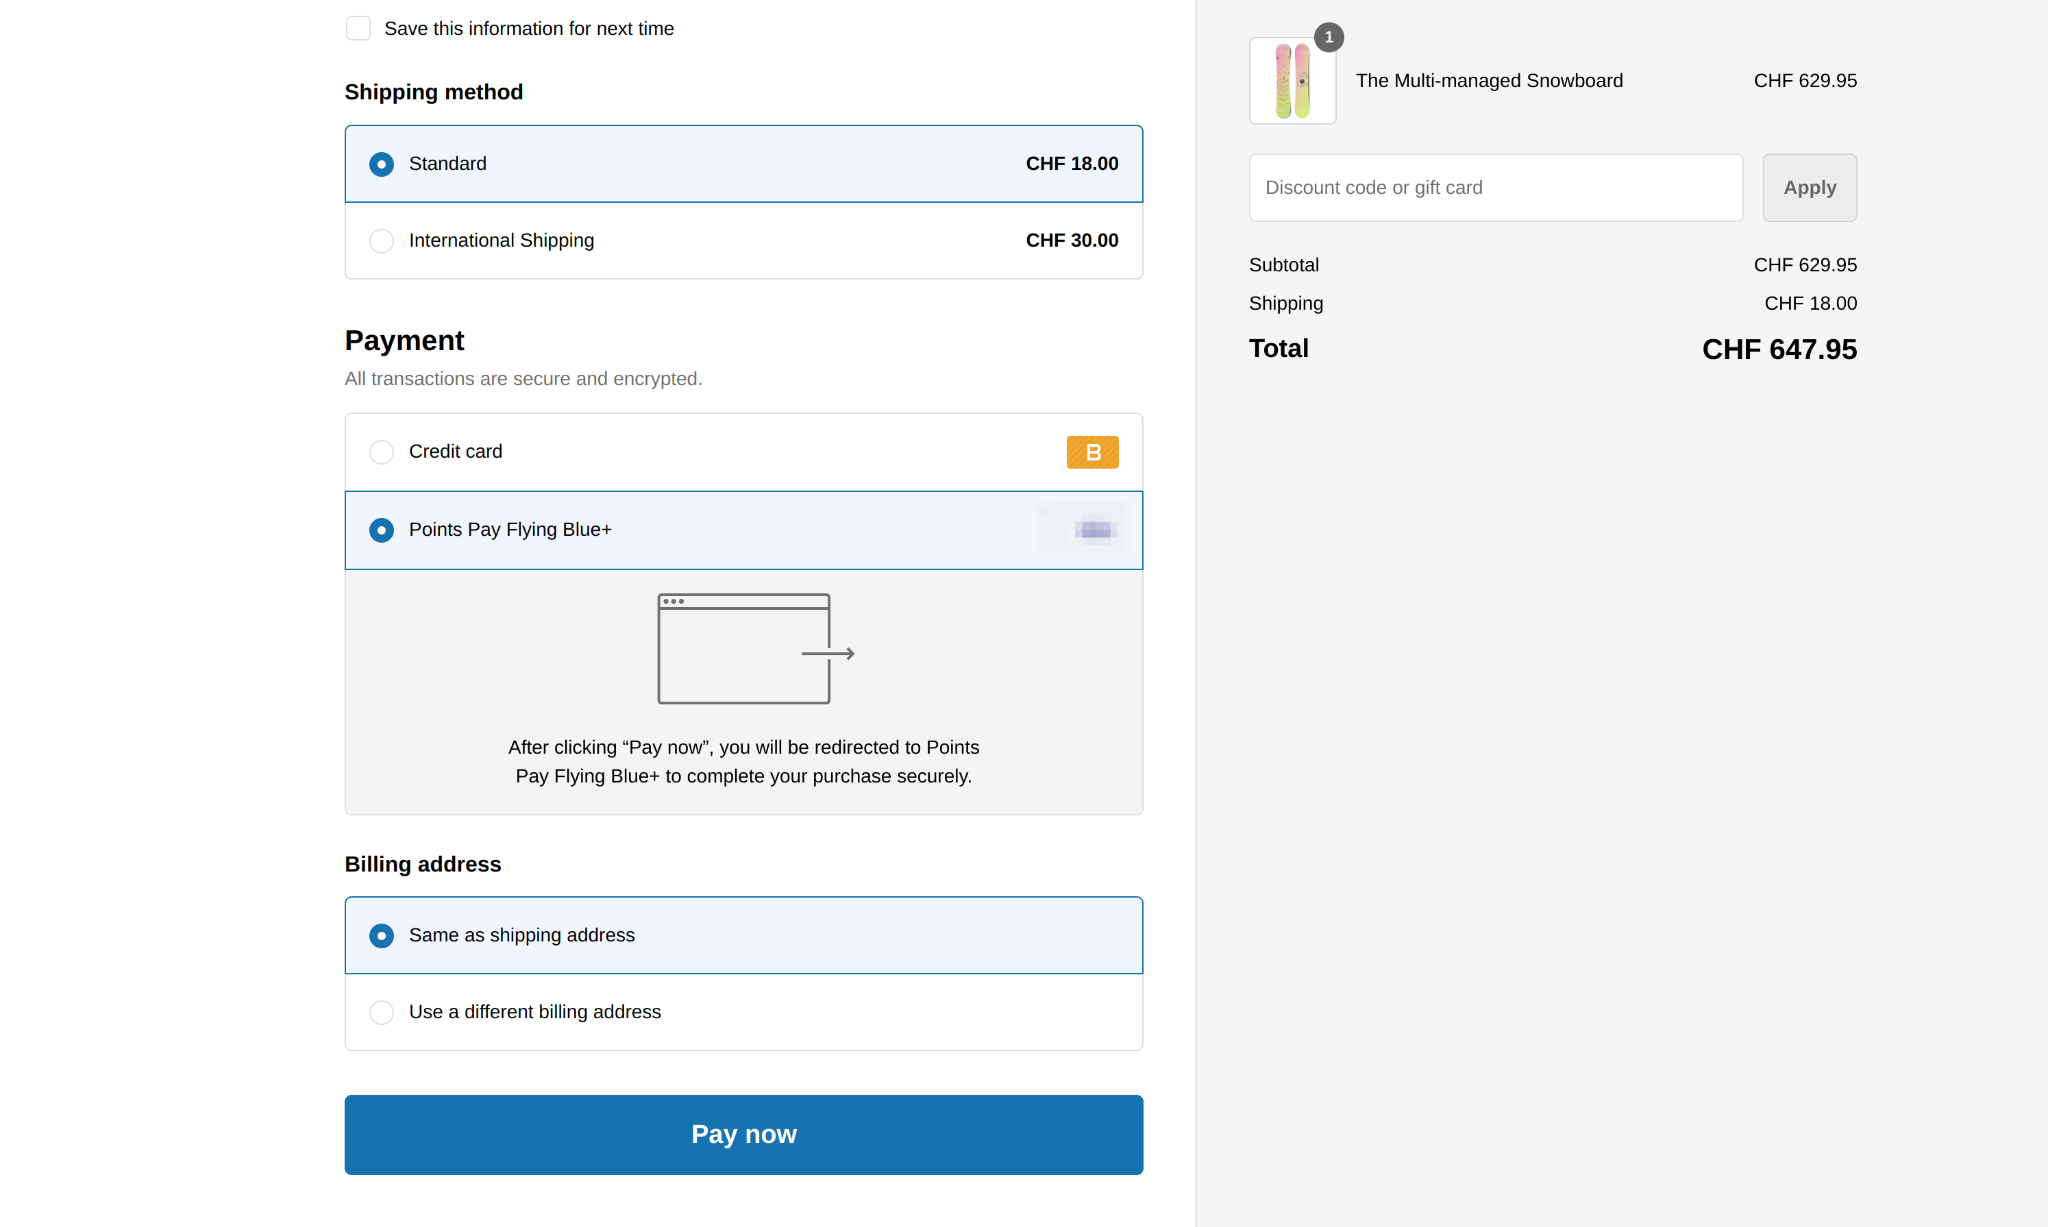 Save this information for next time
Shipping method
Standard CHF 18.00
International Shipping CHF 30.00
Payment
All transactions are secure and encrypted.
Credit card B
Points Pay Flying Blue+
After clicking “Pay now”, you will be redirected to Points
Pay Flying Blue+ to complete your purchase securely.
Billing address
Same as shipping address
Use a different billing address
Pay now
1
The Multi-managed Snowboard CHF 629.95
Discount code or gift card Apply
Subtotal CHF 629.95
Shipping CHF 18.00
Total CHF 647.95